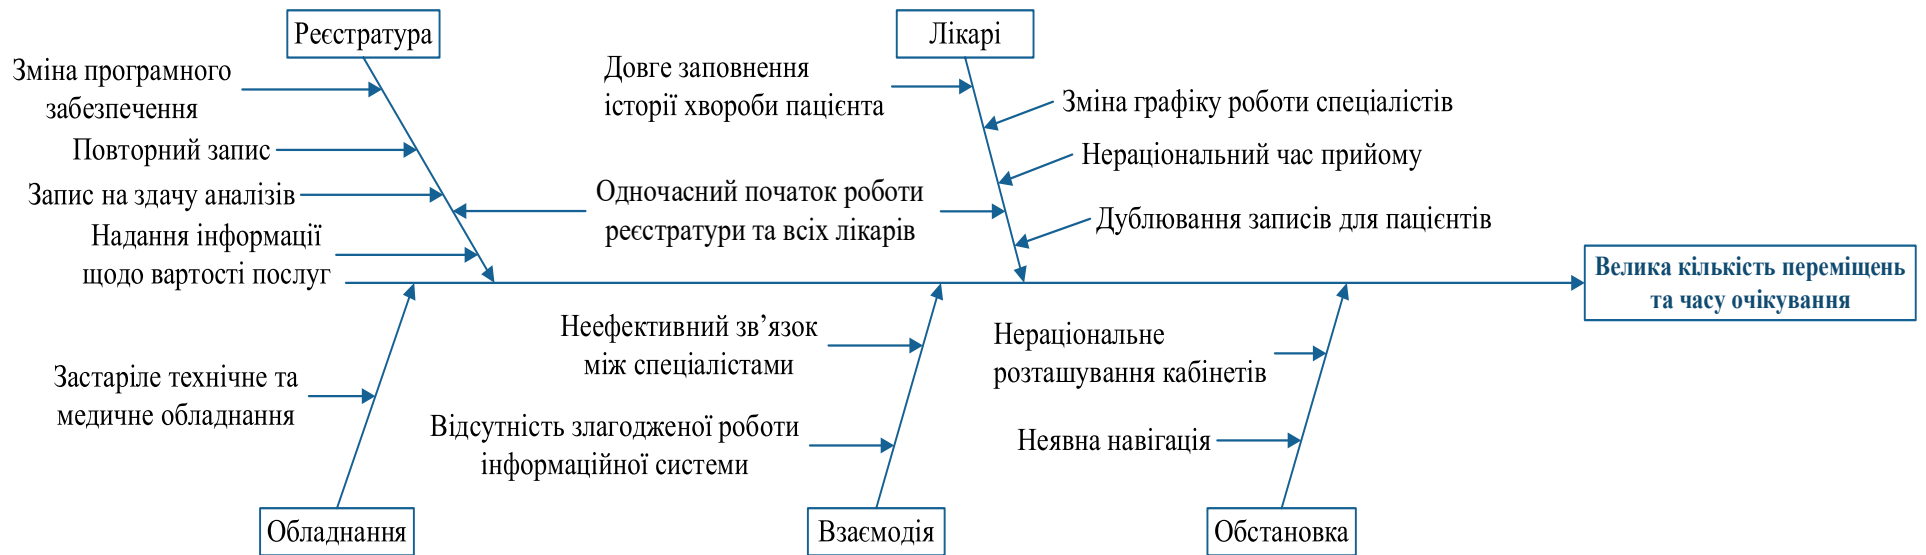 Реєстратура
Лікарі
Зміна програмного
забезпечення
Повторний запис
Запис на здачу аналізів
Надання інформації
щодо вартості послуг
Довге заповнення
історії хвороби пацієнта
Одночасний початок роботи
реєстратури та всіх лікарів
Зміна графіку роботи спеціалістів
Нераціональний час прийому
Дублювання записів для пацієнтів
Велика кількість переміщень
та часу очікування
Застаріле технічне та
медичне обладнання
Неефективний зв’язок
між спеціалістами
Відсутність злагодженої роботи
інформаційної системи
Нераціональне
розташування кабінетів
Неявна навігація
Обладнання
Взаємодія
Обстановка